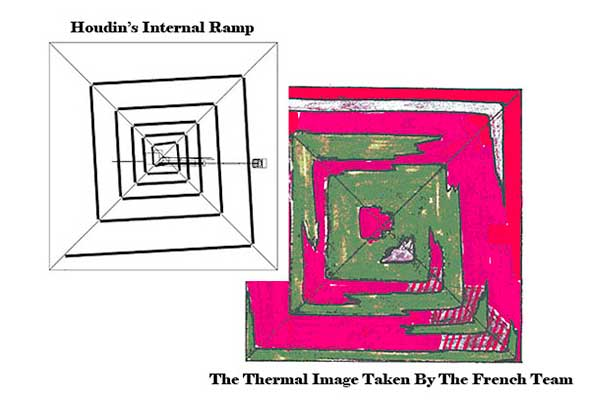 Houdin's Internal Ramp
The Thermal Image Taken By The French Team